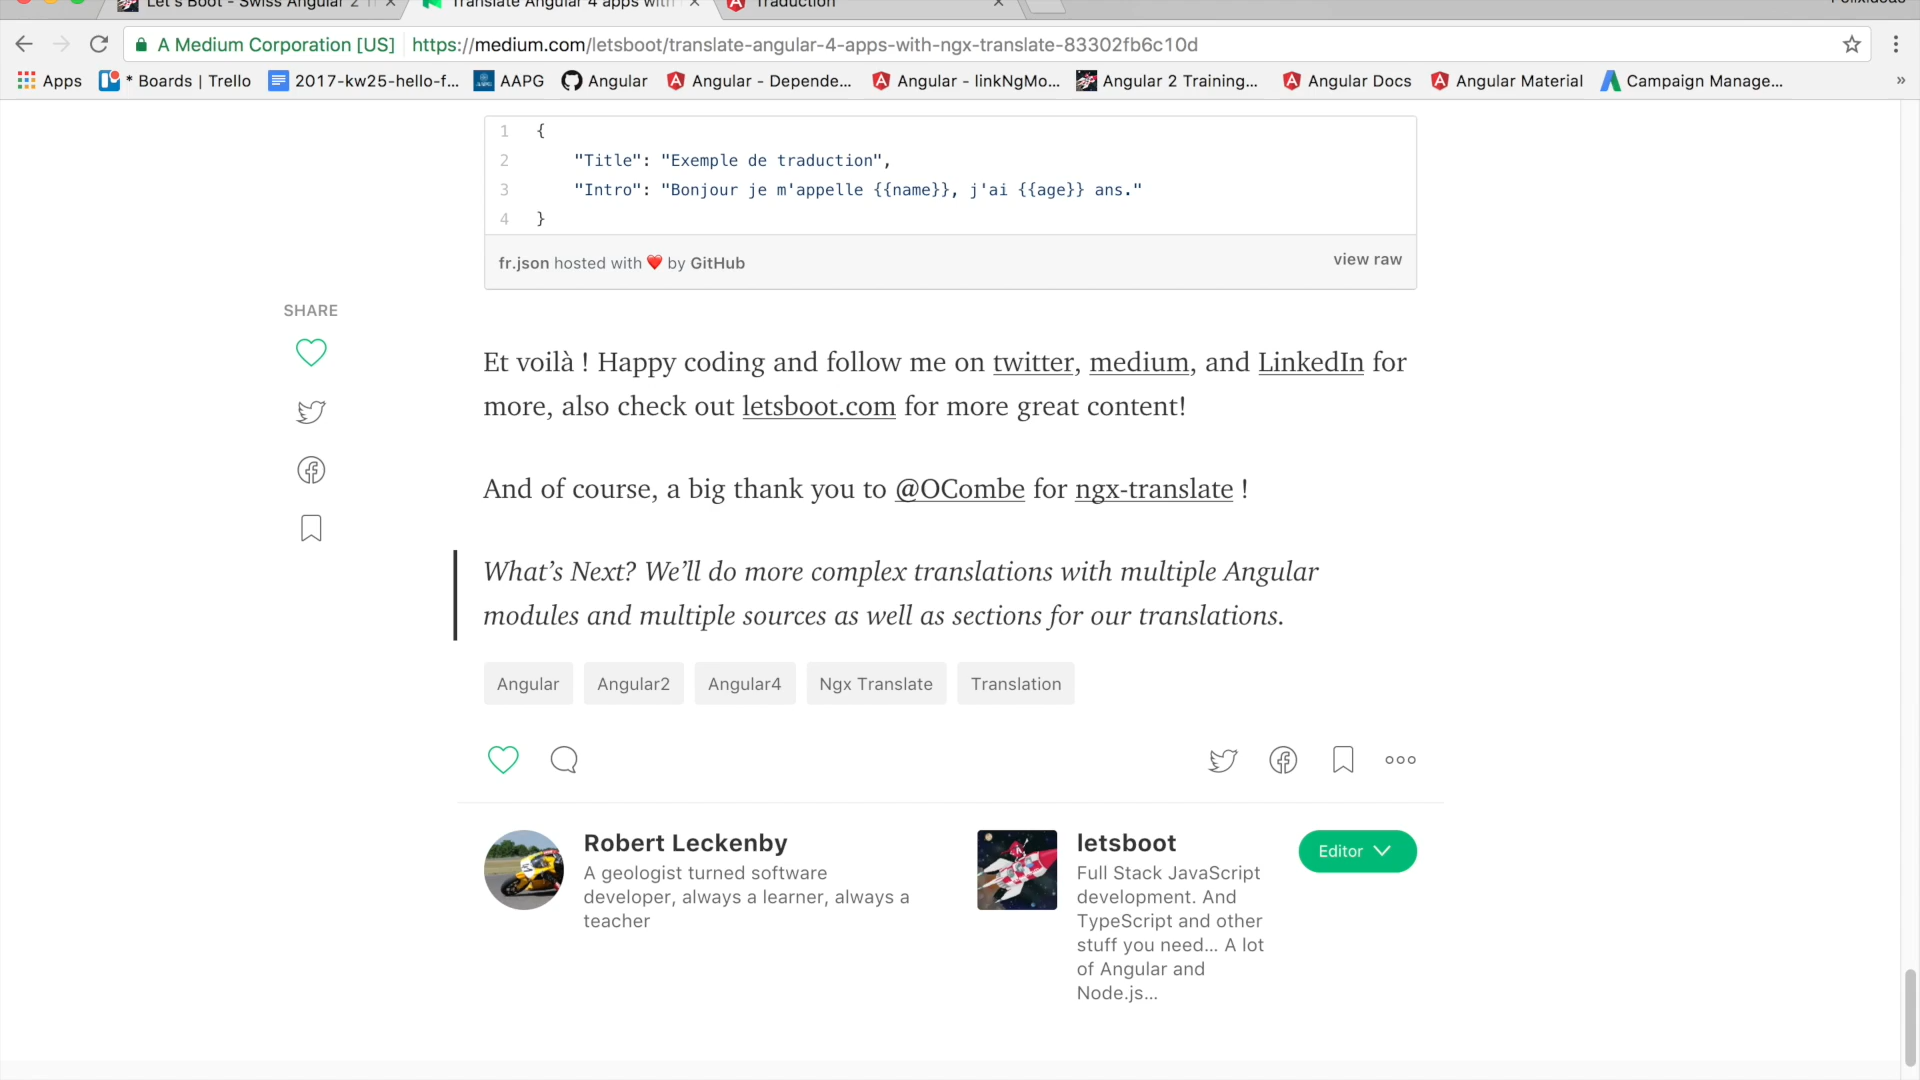 Let's Boot - Swiss Angular 2
Translate Angular 4 apps with
Traduction
A Medium Corporation [US]
https://medium.com/letsboot/translate-angular-4-apps-with-ngx-translate-83302fb6c10d
Apps
* Boards | Trello
2017-kw25-hello-f...
AAPG
Angular
Angular - Depende...
Angular - linkNgMo...
Angular 2 Training...
Angular Docs
Angular Material
Campaign Manage...
»
1 {
2 "Title": "Exemple de traduction",
3 "Intro": "Bonjour je m'appelle {{name}}, j'ai {{age}} ans."
4 }
fr.json hosted with ❤ by GitHub
view raw
SHARE
Et voilà ! Happy coding and follow me on twitter, medium, and LinkedIn for
more, also check out letsboot.com for more great content!
And of course, a big thank you to @OCombe for ngx-translate !
What’s Next? We’ll do more complex translations with multiple Angular
modules and multiple sources as well as sections for our translations.
Angular
Angular2
Angular4
Ngx Translate
Translation
Robert Leckenby
A geologist turned software
developer, always a learner, always a
teacher
letsboot
Full Stack JavaScript
development. And
TypeScript and other
stuff you need... A lot
of Angular and
Node.js...
Editor